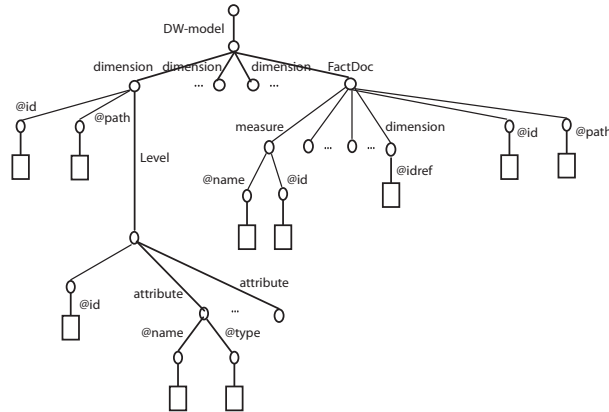 DW-model
dimension dimension dimension FactDoc
... ...
@id @path @id @path
measure dimension
Level ... ...
@name @id @idref
@id attribute attribute
...
@name @type